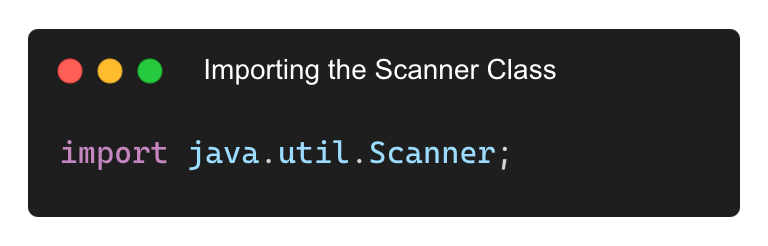 Importing the Scanner Class
import java.util.Scanner;